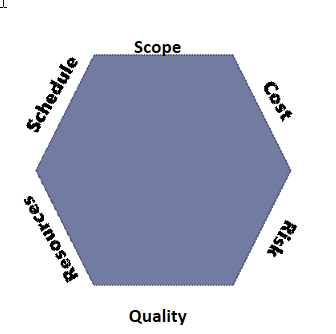 Scope
Schedule
Cost
Resources
Risk
Quality